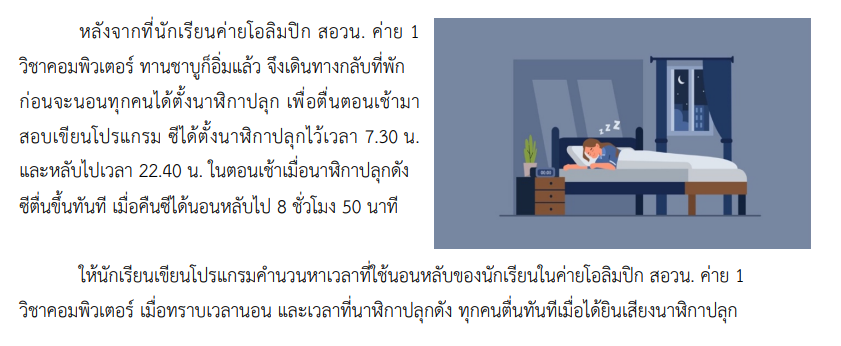 หลังจากที่นักเรียนค่ายโอลิมปิก สอวน. ค่าย 1
วิชาคอมพิวเตอร์ ทานชาบูก็อิ่มแล้ว จึงเดินทางกลับที่พัก
ก่อนจะนอนทุกคนได้ตั้งนาฬิกาปลุก เพื่อตื่นตอนเช้ามา
สอบเขียนโปรแกรม ซีได้ตั้งนาฬิกาปลุกไว้เวลา 7.30 น.
และหลับไปเวลา 22.40 น. ในตอนเช้าเมื่อนาฬิกาปลุกดัง
ซีตื่นขึ้นทันที เมื่อคืนซีได้นอนหลับไป 8 ชั่วโมง 50 นาที
z z Z
ให้นักเรียนเขียนโปรแกรมคำนวนหาเวลาที่ใช้นอนหลับของนักเรียนในค่ายโอลิมปิก สอวน. ค่าย 1
วิชาคอมพิวเตอร์ เมื่อทราบเวลานอน และเวลาที่นาฬิกาปลุกดัง ทุกคนตื่นทันทีเมื่อได้ยินเสียงนาฬิกาปลุก